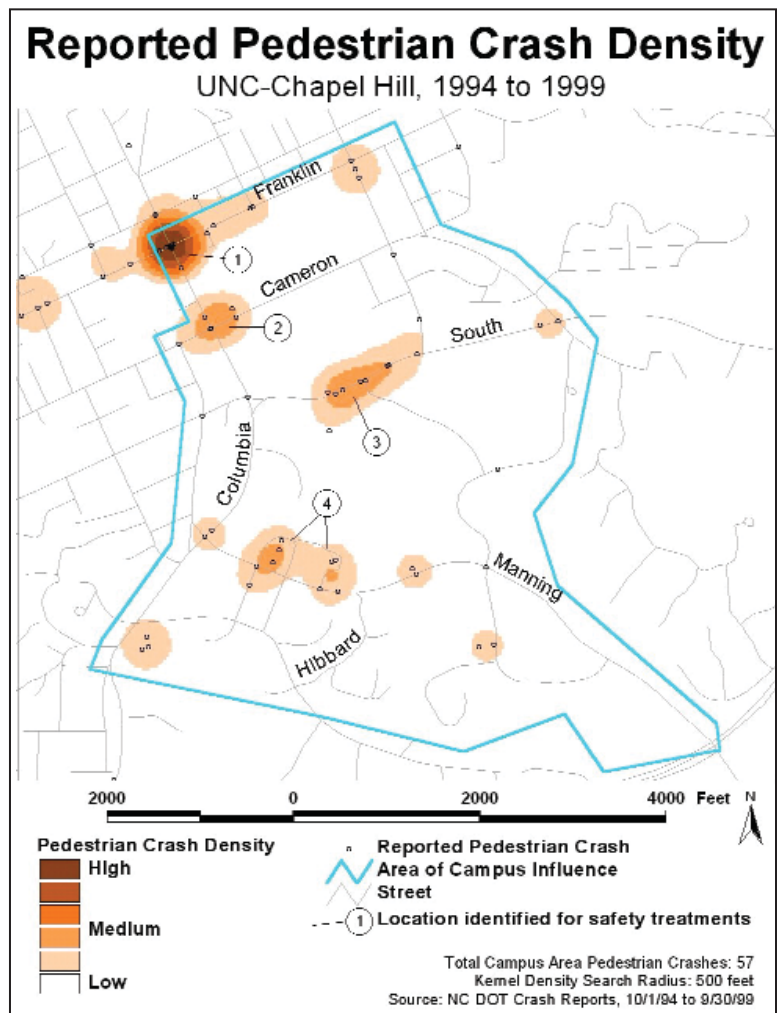 Reported Pedestrian Crash Density
UNC-Chapel Hill, 1994 to 1999
Franklin
1
Cameron
2
South
3
Columbia
4
Manning
Hibbard
2000 0 2000 4000 Feet N
Pedestrian Crash Density
High
Medium
Low
Reported Pedestrian Crash
Area of Campus Influence
Street
1 Location identified for safety treatments
Total Campus Area Pedestrian Crashes: 57
Kernel Density Search Radius: 500 feet
Source: NC DOT Crash Reports, 10/1/94 to 9/30/99